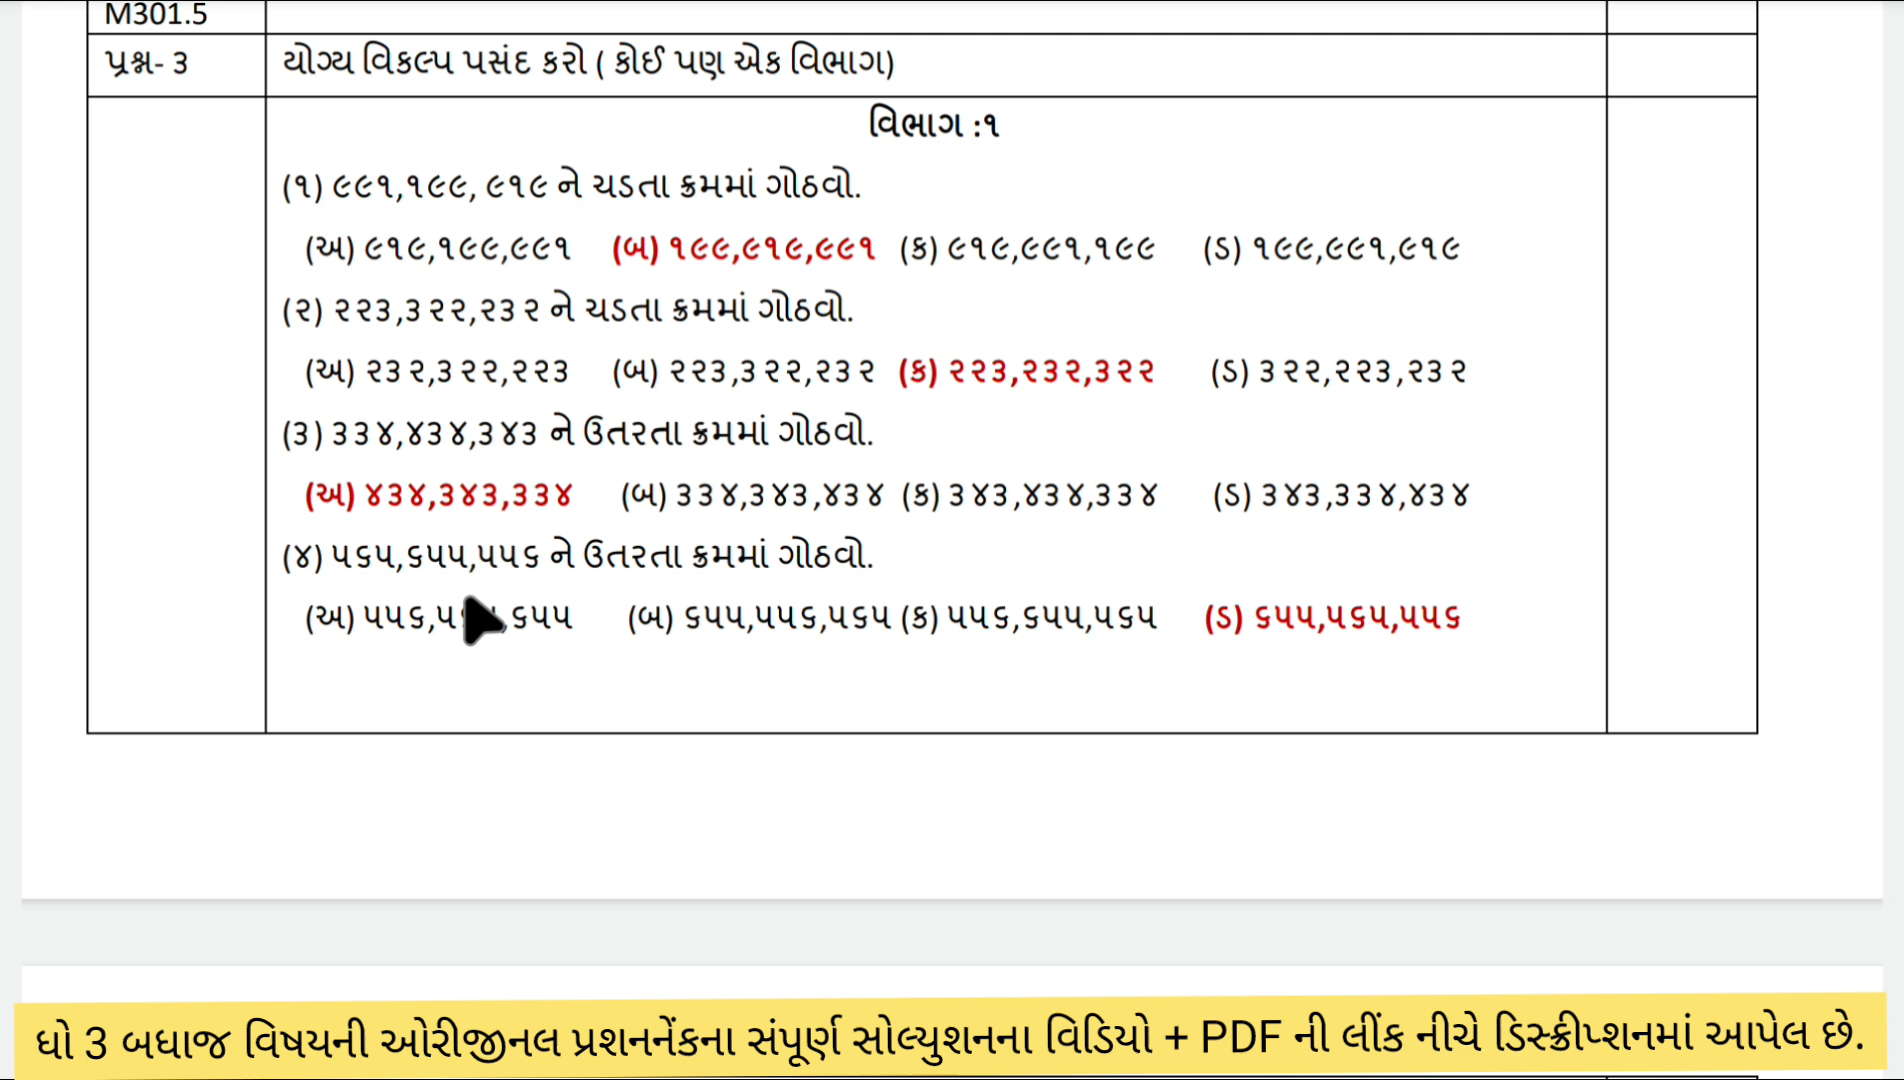 M301.5
પ્રશ્ન- 3 યોગ્ય વિકલ્પ પસંદ કરો ( કોઈ પણ એક વિભાગ)
વિભાગ :૧
(૧) ૯૯૧,૧૯૯, ૯૧૯ ને ચડતા ક્રમમાં ગોઠવો.
(અ) ૯૧૯,૧૯૯,૯૯૧ (બ) ૧૯૯,૯૧૯,૯૯૧ (ક) ૯૧૯,૯૯૧,૧૯૯ (ડ) ૧૯૯,૯૯૧,૯૧૯
(૨) ૨૨૩,૩૨૨,૨૩૨ ને ચડતા ક્રમમાં ગોઠવો.
(અ) ૨૩૨,૩૨૨,૨૨૩ (બ) ૨૨૩,૩૨૨,૨૩૨ (ક) ૨૨૩,૨૩૨,૩૨૨ (ડ) ૩૨૨,૨૨૩,૨૩૨
(૩) ૩૩૪,૪૩૪,૩૪૩ ને ઉતરતા ક્રમમાં ગોઠવો.
(અ) ૪૩૪,૩૪૩,૩૩૪ (બ) ૩૩૪,૩૪૩,૪૩૪ (ક) ૩૪૩,૪૩૪,૩૩૪ (ડ) ૩૪૩,૩૩૪,૪૩૪
(૪) ૫૬૫,૬૫૫,૫૫૬ ને ઉતરતા ક્રમમાં ગોઠવો.
(અ) ૫૫૬, ૬૫૫ (બ) ૬૫૫,૫૫૬,૫૬૫ (ક) ૫૫૬,૬૫૫,૫૬૫ (ડ) ૬૫૫,૫૬૫,૫૫૬
ધો 3 બધાજ વિષયની ઓરીજીનલ પ્રશનનેંકના સંપૂર્ણ સોલ્યુશનના વિડિયો + PDF ની લીંક નીચે ડિસ્ક્રીપ્શનમાં આપેલ છે.